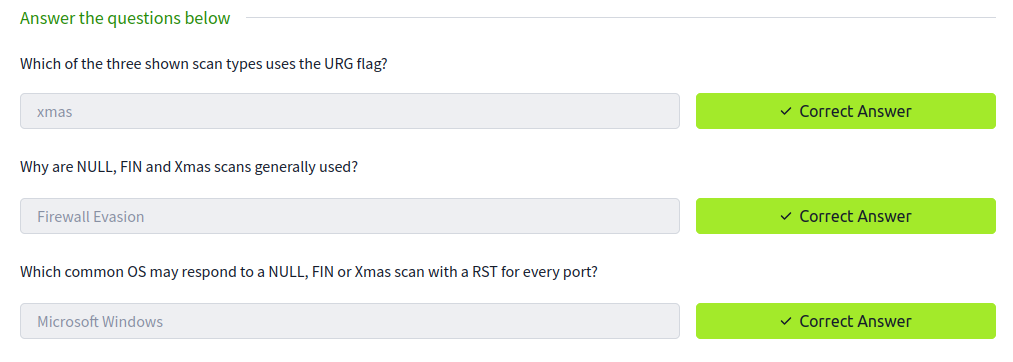 Answer the questions below
Which of the three shown scan types uses the URG flag?
xmas
✓ Correct Answer
Why are NULL, FIN and Xmas scans generally used?
Firewall Evasion
✓ Correct Answer
Which common OS may respond to a NULL, FIN or Xmas scan with a RST for every port?
Microsoft Windows
✓ Correct Answer